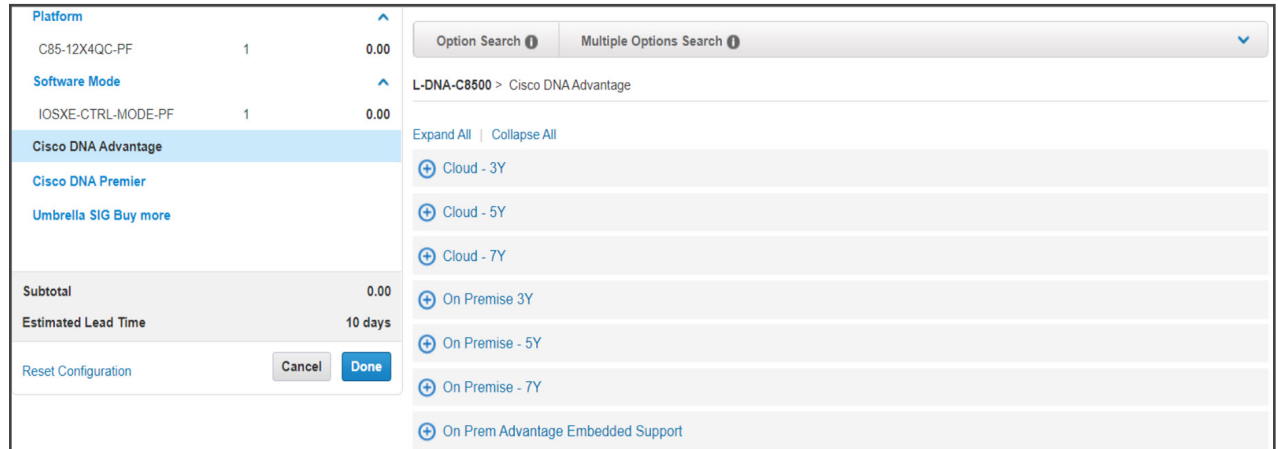 Platform
C85-12X4QC-PF 1 0.00
Software Mode
IOSXE-CTRL-MODE-PF 1 0.00
Cisco DNA Advantage
Cisco DNA Premier
Umbrella SIG Buy more
Subtotal 0.00
Estimated Lead Time 10 days
Reset Configuration Cancel Done
Option Search Multiple Options Search
L-DNA-C8500 > Cisco DNA Advantage
Expand All | Collapse All
Cloud - 3Y
Cloud - 5Y
Cloud - 7Y
On Premise 3Y
On Premise - 5Y
On Premise - 7Y
On Prem Advantage Embedded Support